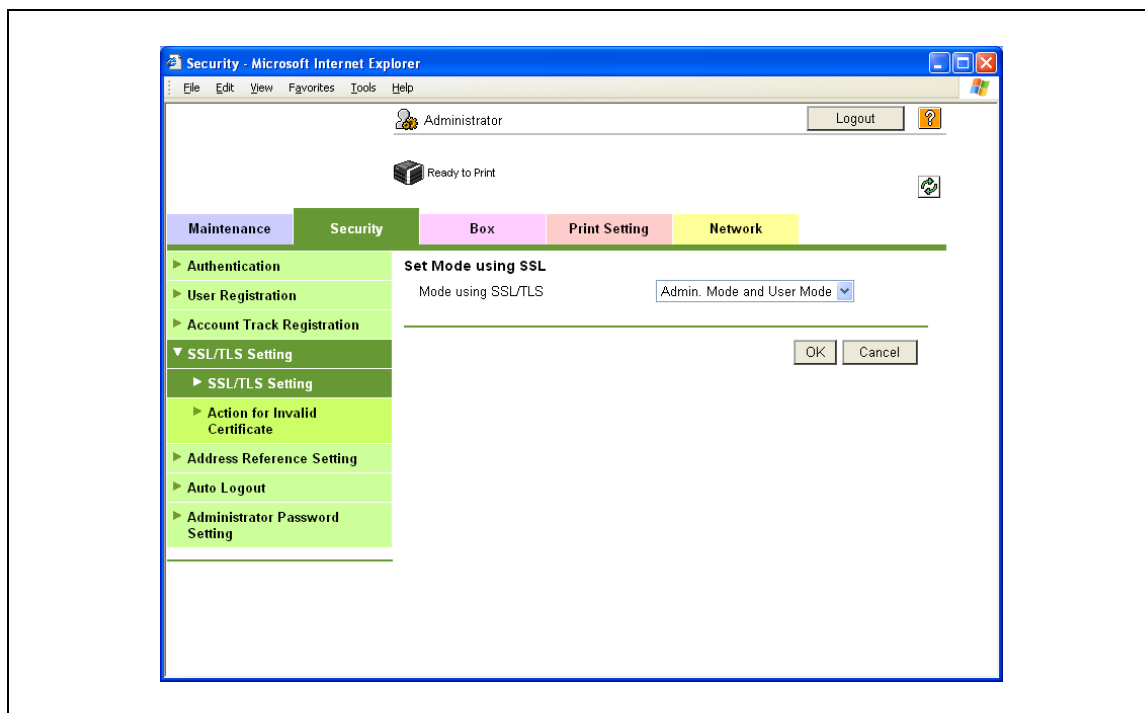 Security - Microsoft Internet Explorer
File Edit View Favorites Tools Help
Administrator
Logout
?
Ready to Print
Maintenance Security Box Print Setting Network
Authentication
User Registration
Account Track Registration
SSL/TLS Setting
SSL/TLS Setting
Action for Invalid
Certificate
Address Reference Setting
Auto Logout
Administrator Password
Setting
Set Mode using SSL
Mode using SSL/TLS Admin. Mode and User Mode
OK Cancel